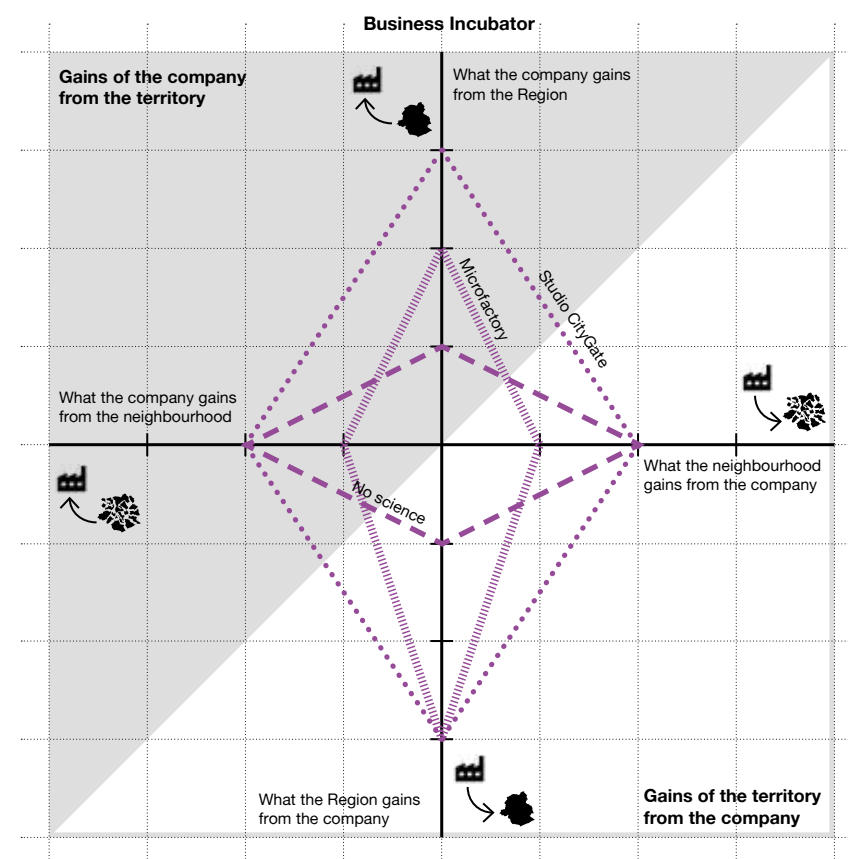 Business Incubator
Gains of the company
from the territory
What the company gains
from the Region
Microfactory
Studio CityGate
What the company gains
from the neighbourhood
What the neighbourhood
gains from the company
No science
What the Region gains
from the company
Gains of the territory
from the company